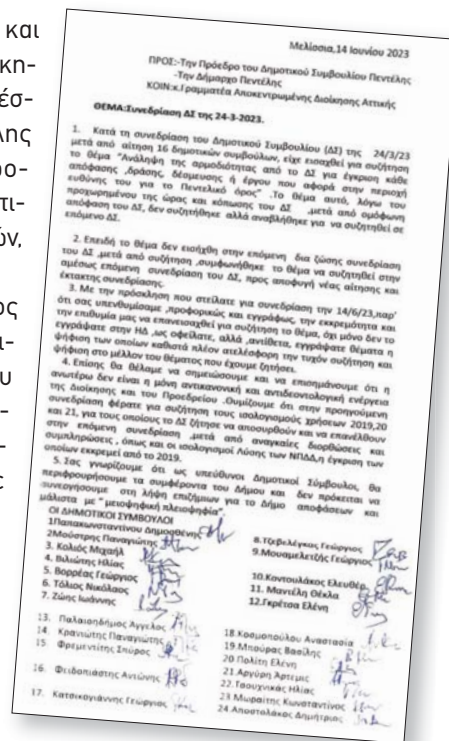 και
κη-
έσ-
λης
ρο-
πι-
ών,
ος
ι-
ου
ς
Μελίσσια,14 Ιουνίου 2023
ΠΡΟΣ:-Την Πρόεδρο του Δημοτικού Συμβουλίου Πεντέλης
-Την Δήμαρχο Πεντέλης
ΚΟΙΝ:κ.Γραμματέα Αποκεντρωμένης Διοίκησης Αττικής
ΘΕΜΑ:Συνεδρίαση ΔΣ της 24-3-2023.
1. Κατά τη συνεδρίαση του Δημοτικού Συμβουλίου (ΔΣ) της 24/3/23
μετά από αίτηση 16 δημοτικών συμβούλων, είχε εισαχθεί για συζήτηση
το θέμα "Ανάληψη της αρμοδιότητας από το ΔΣ για έγκριση κάθε
απόφασης ,δράσης, δέσμευσης ή έργου που αφορά στην περιοχή
ευθύνης του για το Πεντελικό όρος" .Το θέμα αυτό, λόγω του
προχωρημένου της ώρας και κόπωσης του ΔΣ ,μετά από ομόφωνη
απόφαση του ΔΣ, δεν συζητήθηκε αλλά αναβλήθηκε για να συζητηθεί σε
επόμενο ΔΣ.
2. Επειδή το θέμα δεν εισήχθη στην επόμενη δια ζώσης συνεδρίαση
του ΔΣ ,μετά από συζήτηση ,συμφωνήθηκε το θέμα να συζητηθεί στην
αμέσως επόμενη συνεδρίαση του ΔΣ, προς αποφυγή νέας αίτησης και
έκτακτης συνεδρίασης.
3. Με την πρόσκληση που στείλατε για συνεδρίαση την 14/6/23,παρ'
ότι σας υπενθυμίσαμε ,προφορικώς και εγγράφως, την εκκρεμότητα και
την επιθυμία μας να επανεισαχθεί για συζήτηση το θέμα, όχι μόνο δεν το
εγγράψατε στην ΗΔ ,ως οφείλατε, αλλά ,αντίθετα, εγγράψατε θέματα η
ψήφιση των οποίων καθιστά πλέον ατελέσφορη την τυχόν συζήτηση και
ψήφιση στο μέλλον του θέματος που έχουμε ζητήσει.
4. Επίσης θα θέλαμε να σημειώσουμε και να επισημάνουμε ότι η
ανωτέρω δεν είναι η μόνη αντικανονική και αντιδεοντολογική ενέργεια
της Διοίκησης και του Προεδρείου .Θυμίζουμε ότι στην προηγούμενη
συνεδρίαση φέρατε για συζήτηση τους ισολογισμούς χρήσεων 2019,20
και 21, για τους οποίους το ΔΣ ζήτησε να αποσυρθούν και να επανέλθουν
στην επόμενη συνεδρίαση ,μετά από αναγκαίες διορθώσεις και
συμπληρώσεις , όπως και οι ισολογισμοί Λύσης των ΝΠΔΔ,η έγκριση των
οποίων εκκρεμεί από το 2019.
5. Σας γνωρίζουμε ότι ως υπεύθυνοι Δημοτικοί Σύμβουλοι, θα
περιφρουρήσουμε τα συμφέροντα του Δήμου και δεν πρόκειται να
συνεργήσουμε στη λήψη επιζήμιων για το Δήμο αποφάσεων και
μάλιστα με "μειοψηφική πλειοψηφία".
ΟΙ ΔΗΜΟΤΙΚΟΙ ΣΥΜΒΟΥΛΟΙ
1Παπακωνσταντίνου Δημοσθένης
2Μούστρης Παναγιώτης
3. Κολιός Μιχαήλ
4. Βιλιώτης Ηλίας
5. Βορρέας Γεώργιος
6. Τόλιος Νικόλαος
7. Ζώης Ιωάννης
8.Τζεβελέγκας Γεώργιος
9.Μουαμελετζής Γεώργιος
10.Κοντουλάκος Ελευθέρ
11. Μαντέλη Θέκλα
12.Γκρέτσα Ελένη
13. Παλαιοηδόμος Άγγελος
14. Κρανιώτης Παναγιώτης
15 Φρεμεντίτης Σπύρος
16. Φειδοπιάστης Αντώνης
17. Κατσικογιάννης Γεώργιος
18.Κοσμοπούλου Αναστασία
19.Μπούρας Βασίλης
20.Πολίτη Ελένη
21.Αργύρη Άρτεμις
22.Γαουχνικάς Ηλίας
23.Μωραϊτης Κωνσταντίνος
24.Αποστολάκος Δημήτριος